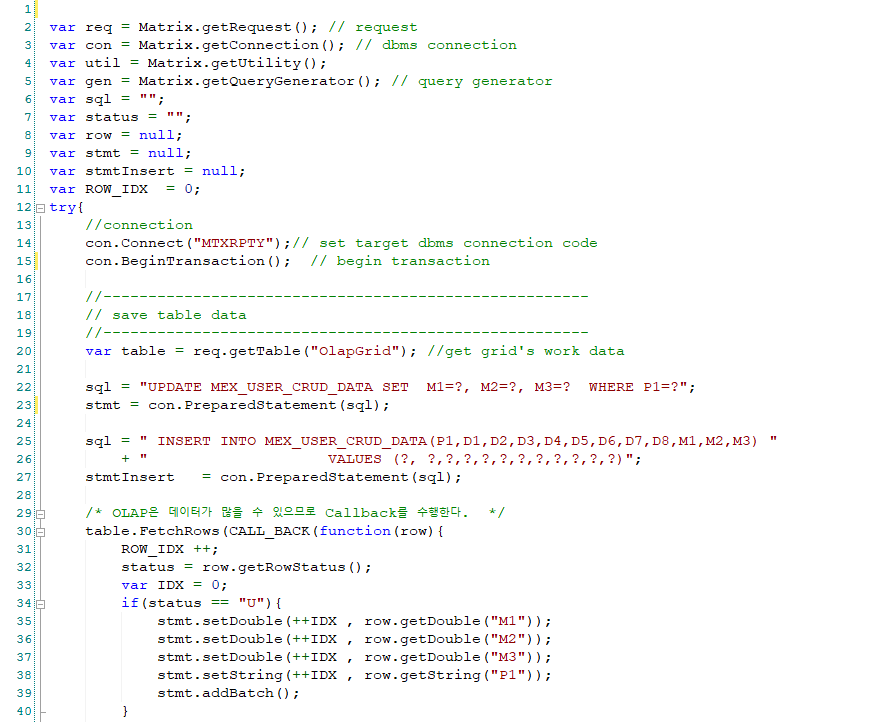 1
2 var req = Matrix.getRequest(); // request
3 var con = Matrix.getConnection(); // dbms connection
4 var util = Matrix.getUtility();
5 var gen = Matrix.getQueryGenerator(); // query generator
6 var sql = "";
7 var status = "";
8 var row = null;
9 var stmt = null;
10 var stmtInsert = null;
11 var ROW_IDX  = 0;
12 try{
13     //connection
14     con.Connect("MTXRPTY");// set target dbms connection code
15     con.BeginTransaction();  // begin transaction
16
17     //------------------------------------------------------
18     // save table data
19     //------------------------------------------------------
20     var table = req.getTable("OlapGrid"); //get grid's work data
21
22     sql = "UPDATE MEX_USER_CRUD_DATA SET  M1=?, M2=?, M3=?  WHERE P1=?";
23     stmt = con.PreparedStatement(sql);
24
25     sql = " INSERT INTO MEX_USER_CRUD_DATA(P1,D1,D2,D3,D4,D5,D6,D7,D8,M1,M2,M3) "
26         + "                    VALUES (?, ?,?,?,?,?,?,?,?,?,?,?)";
27     stmtInsert   = con.PreparedStatement(sql);
28
29     /* OLAP은 데이터가 많을 수 있으므로 Callback를 수행한다.  */
30     table.FetchRows(CALL_BACK(function(row){
31         ROW_IDX ++;
32         status = row.getRowStatus();
33         var IDX = 0;
34         if(status == "U"){
35             stmt.setDouble(++IDX , row.getDouble("M1"));
36             stmt.setDouble(++IDX , row.getDouble("M2"));
37             stmt.setDouble(++IDX , row.getDouble("M3"));
38             stmt.setString(++IDX , row.getString("P1"));
39             stmt.addBatch();
40         }